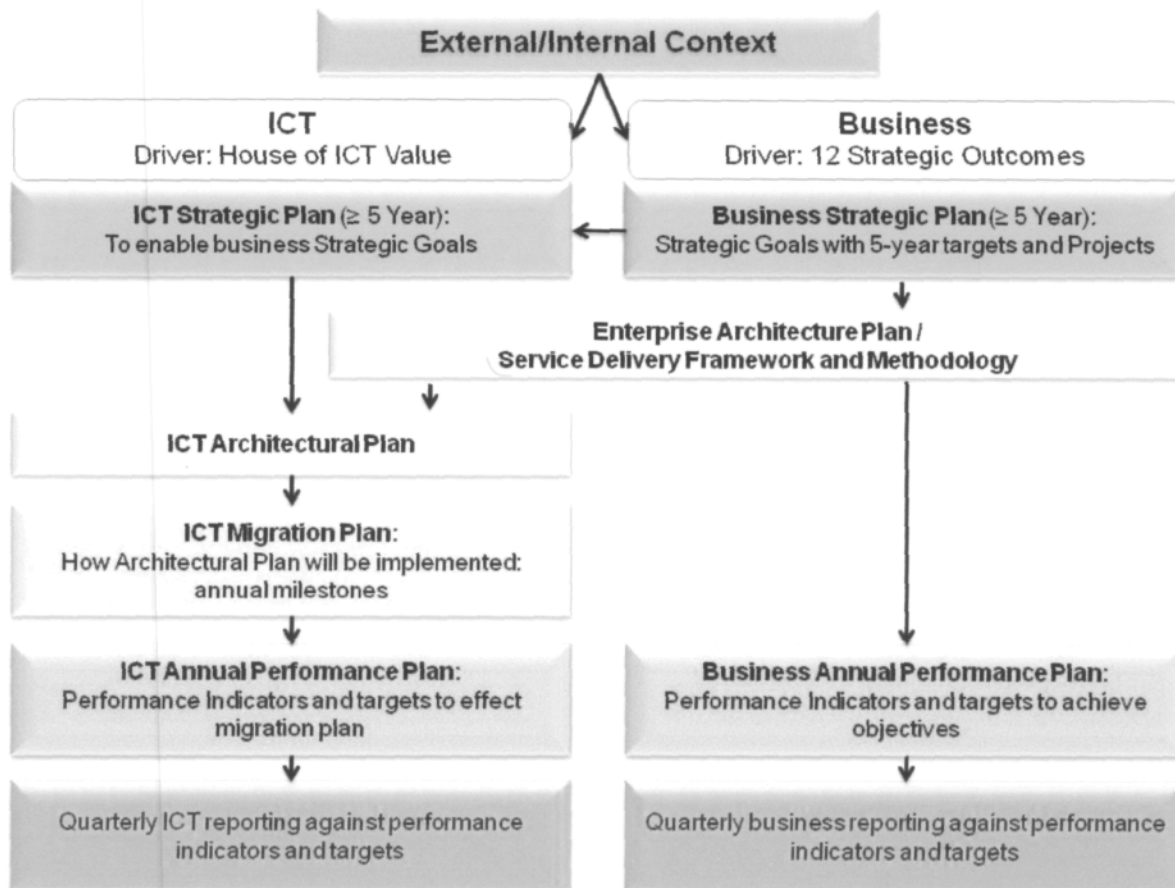 External/Internal Context
ICT
Driver: House of ICT Value
Business
Driver: 12 Strategic Outcomes
ICT Strategic Plan (≥ 5 Year):
To enable business Strategic Goals
Business Strategic Plan (≥ 5 Year):
Strategic Goals with 5-year targets and Projects
Enterprise Architecture Plan /
Service Delivery Framework and Methodology
ICT Architectural Plan
ICT Migration Plan:
How Architectural Plan will be implemented:
annual milestones
ICT Annual Performance Plan:
Performance Indicators and targets to effect
migration plan
Business Annual Performance Plan:
Performance Indicators and targets to achieve
objectives
Quarterly ICT reporting against performance
indicators and targets
Quarterly business reporting against performance
indicators and targets